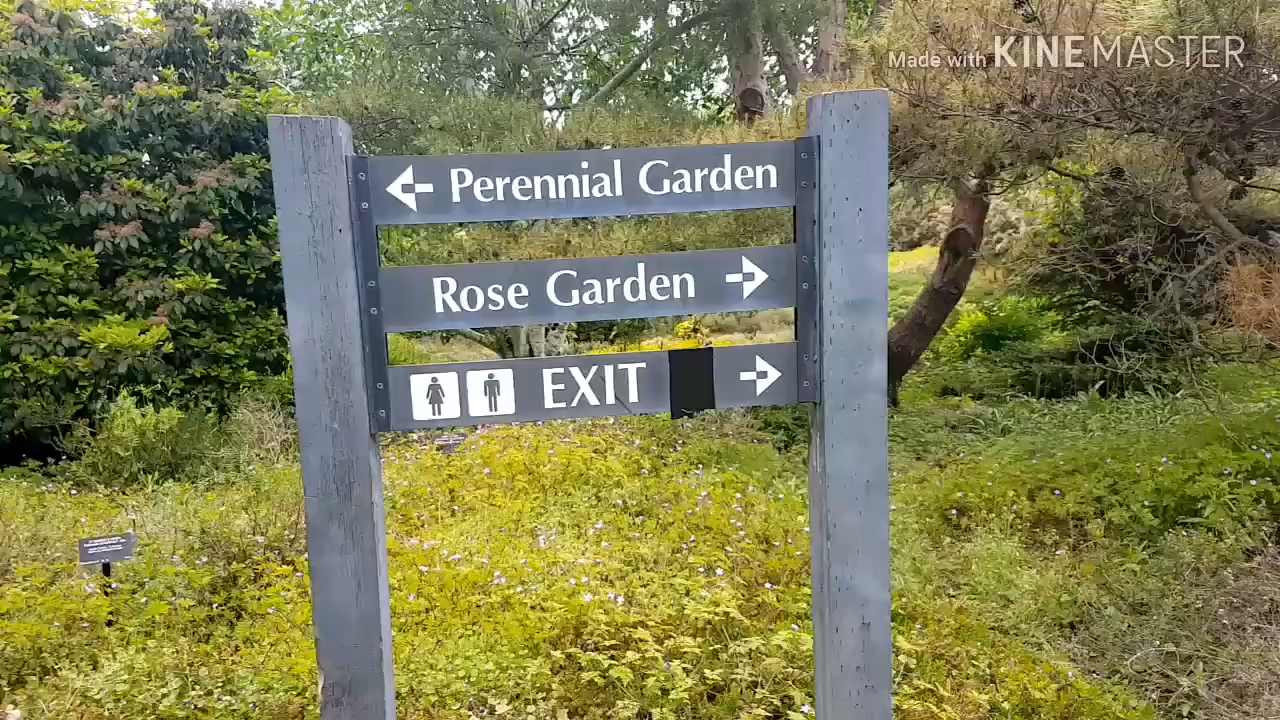 Made with KINEMASTER
← Perennial Garden
Rose Garden →
EXIT →